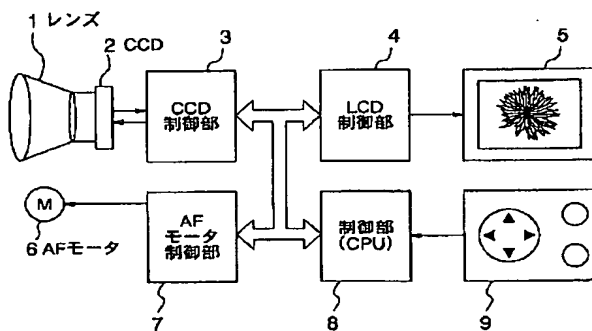 1 レンズ
2 CCD
3
4
5
CCD
制御部
LCD
制御部
M
6 AFモータ
AF
モータ
制御部
制御部
(CPU)
7
8
9